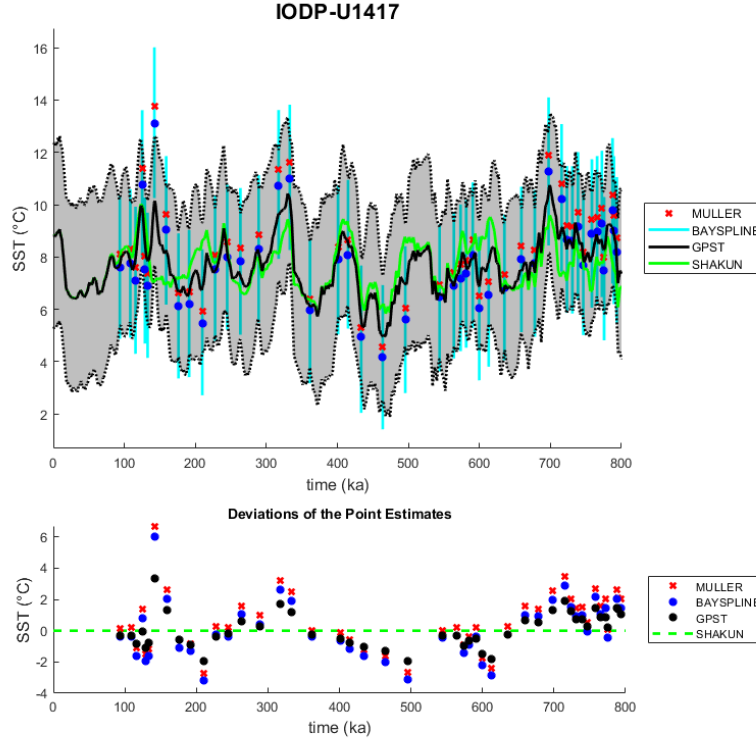 IODP-U1417
SST (°C)
16
14
12
10
8
6
4
2
0
100
200
300
400
500
600
700
800
time (ka)
MULLER
BAYSPLINE
GPST
SHAKUN
Deviations of the Point Estimates
SST (°C)
6
4
2
0
-2
-4
0
100
200
300
400
500
600
700
800
time (ka)
MULLER
BAYSPLINE
GPST
SHAKUN